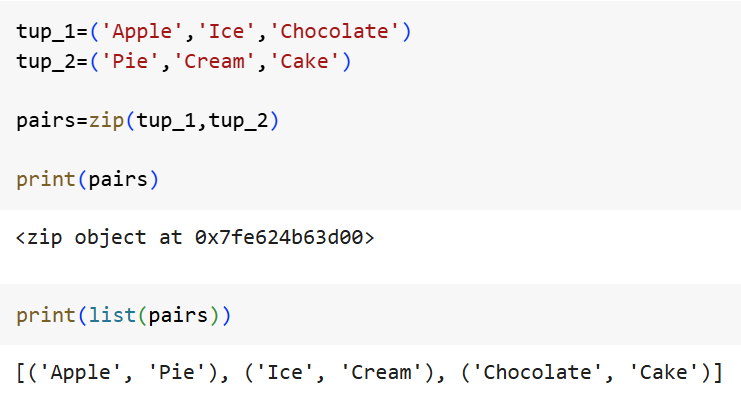 tup_1=('Apple','Ice','Chocolate')
tup_2=('Pie','Cream','Cake')
pairs=zip(tup_1,tup_2)
print(pairs)
<zip object at 0x7fe624b63d00>
print(list(pairs))
[('Apple', 'Pie'), ('Ice', 'Cream'), ('Chocolate', 'Cake')]